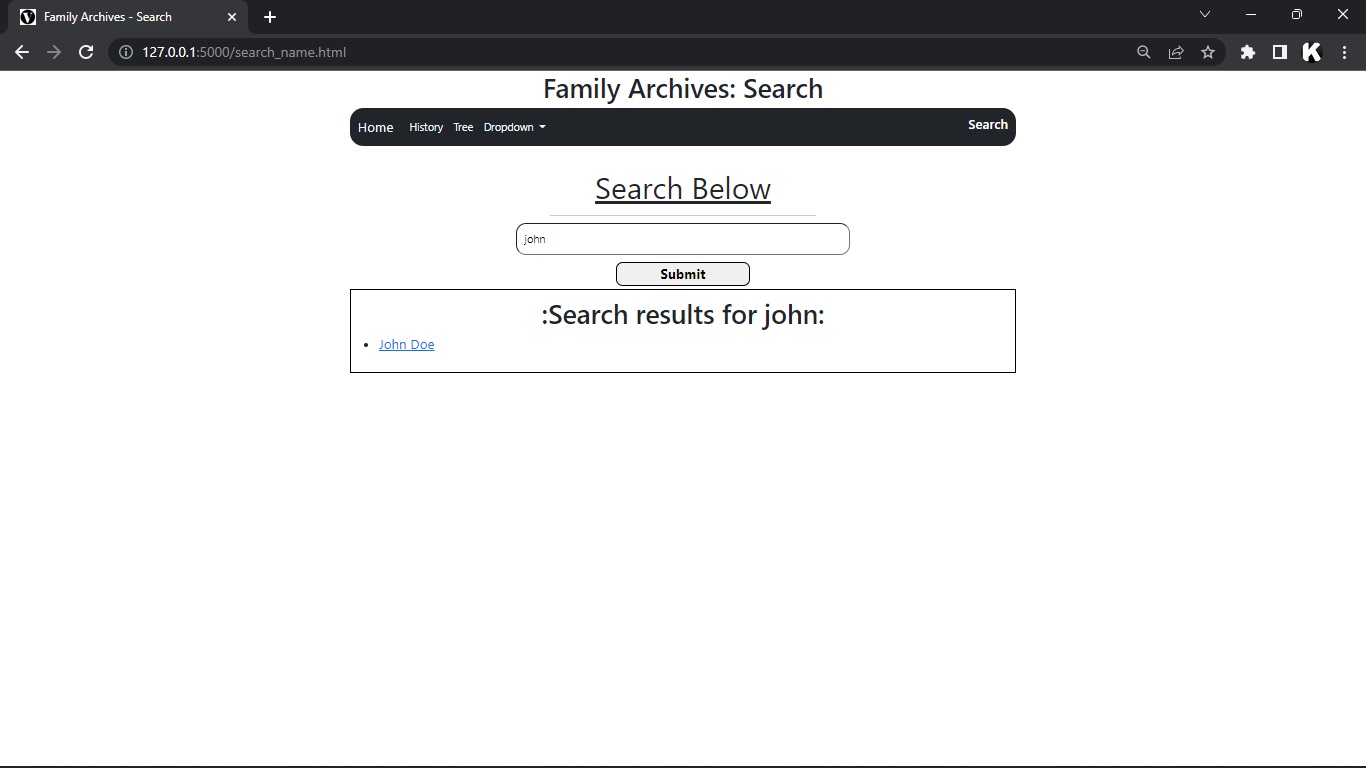 Family Archives - Search
127.0.0.1:5000/search_name.html
Family Archives: Search
Home History Tree Dropdown Search
Search Below
john
Submit
:Search results for john:
John Doe